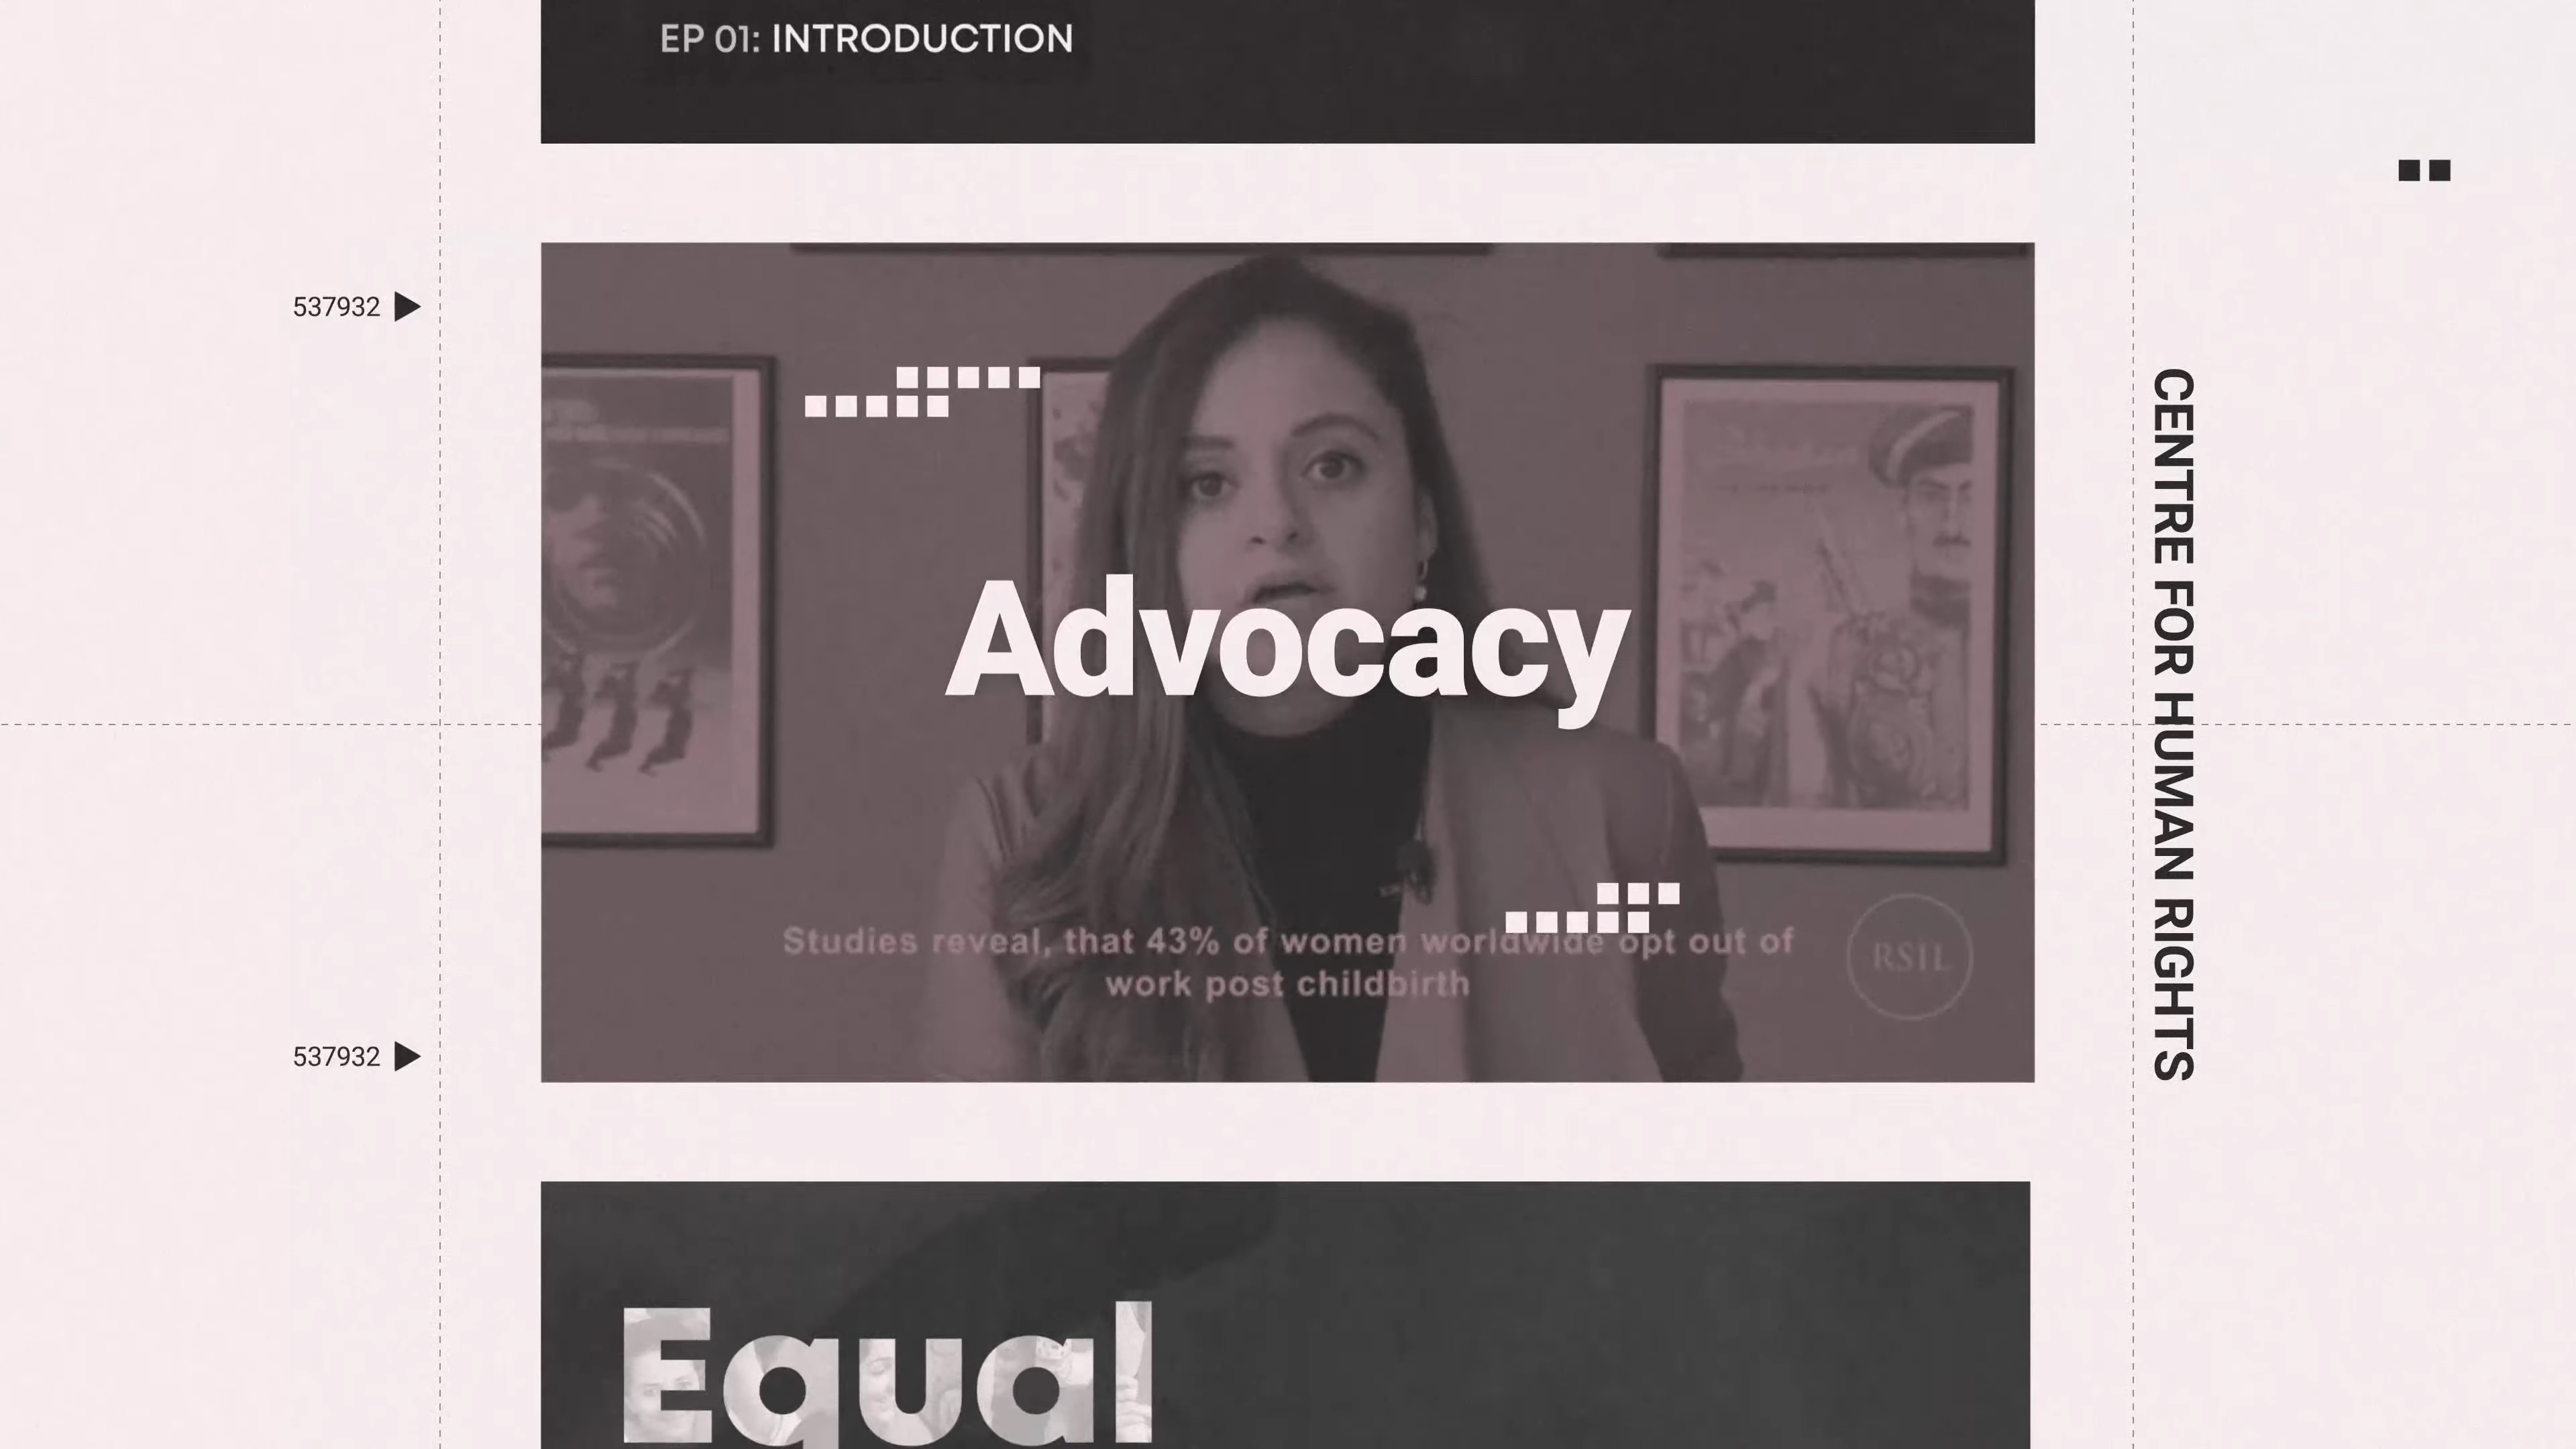 EP 01: INTRODUCTION
537932
Advocacy
Studies reveal, that 43% of women worldwide opt out of
work post childbirth
RSIL
537932
CENTRE FOR HUMAN RIGHTS
Equal